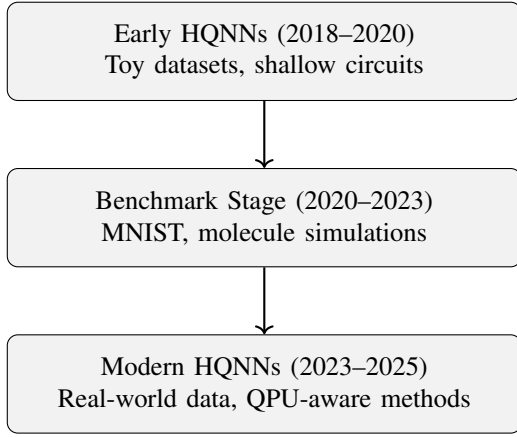 Early HQNNs (2018–2020)
Toy datasets, shallow circuits
Benchmark Stage (2020–2023)
MNIST, molecule simulations
Modern HQNNs (2023–2025)
Real-world data, QPU-aware methods